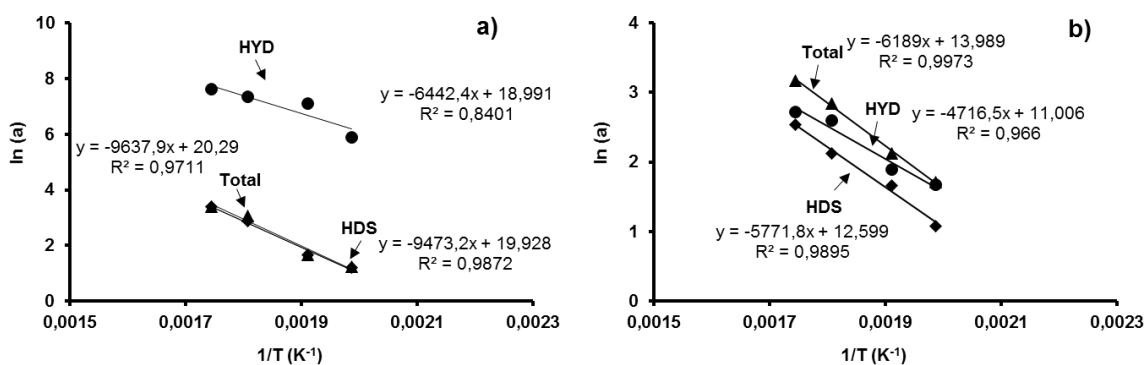 a)
10
8
6
4
2
0
ln (a)
HYD
y = -6442,4x + 18,991
R² = 0,8401
y = -9637,9x + 20,29
R² = 0,9711
Total
HDS
y = -9473,2x + 19,928
R² = 0,9872
0,0015 0,0017 0,0019 0,0021 0,0023
1/T (K⁻¹)
b)
4
3
2
1
0
ln (a)
y = -6189x + 13,989
R² = 0,9973
Total
HYD
y = -4716,5x + 11,006
R² = 0,966
HDS
y = -5771,8x + 12,599
R² = 0,9895
0,0015 0,0017 0,0019 0,0021 0,0023
1/T (K⁻¹)